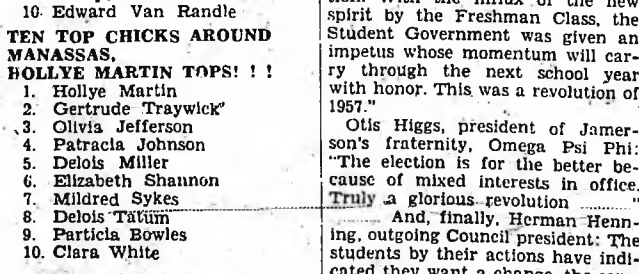 10. Edward Van Randle
TEN TOP CHICKS AROUND
MANASSAS,
HOLLYE MARTIN TOPS! ! !
1. Hollye Martin
2. Gertrude Traywick
3. Olivia Jefferson
4. Patracia Johnson
5. Delois Miller
6. Elizabeth Shannon
7. Mildred Sykes
8. Delois Tatum
9. Particia Bowles
10. Clara White
spirit by the Freshman Class, the
Student Government was given an
impetus whose momentum will car-
ry through the next school year
with honor. This was a revolution of
1957."
Otis Higgs, president of Jamer-
son's fraternity, Omega Psi Phi:
"The election is for the better be-
cause of mixed interests in office.
Truly a glorious revolution ........ "
........ And, finally, Herman Henn-
ing, outgoing Council president: The
students by their actions have indi-
cated they want a change, the